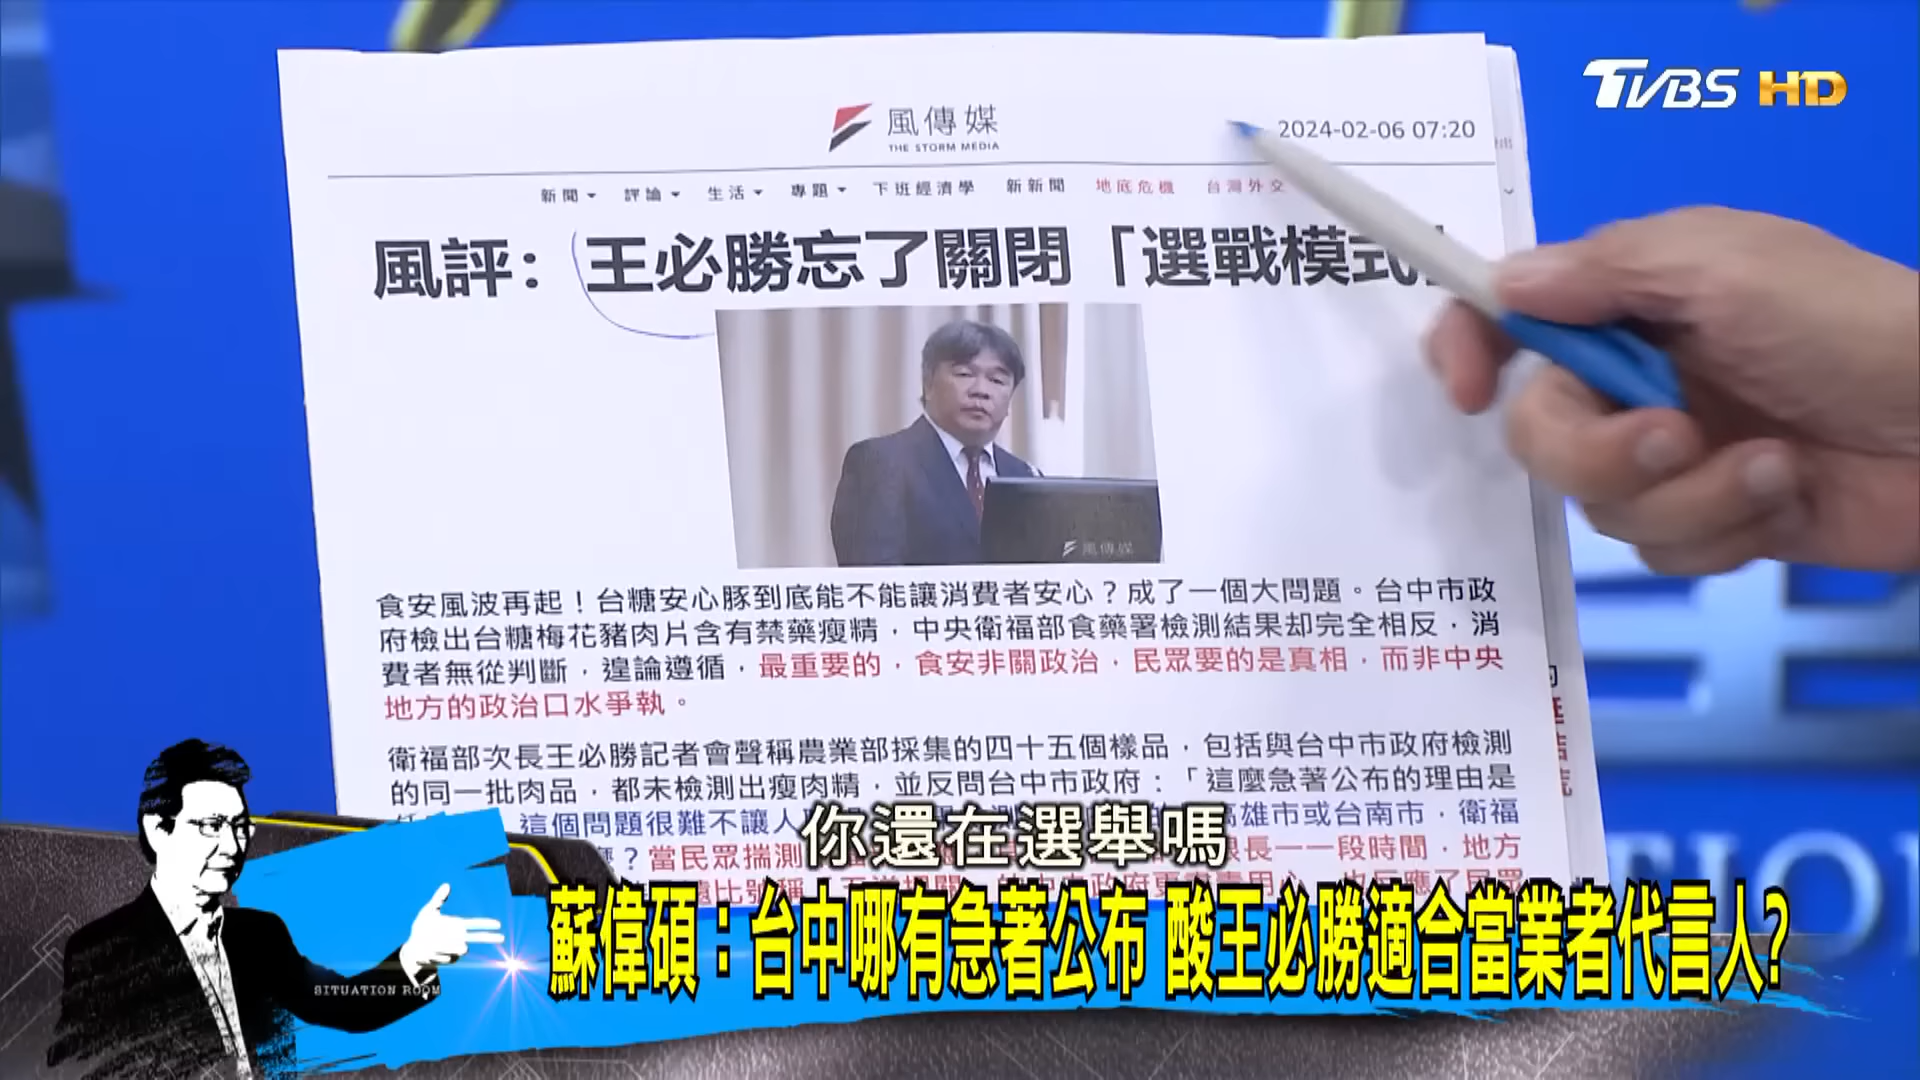 TVBS HD
風傳媒
THE STORM MEDIA
2024-02-06 07:20
新聞 評論 生活 專題 下班經濟學 新新聞 地底危機 台灣外交
風評：王必勝忘了關閉「選戰模式」
風傳媒
食安風波再起！台糖安心豚到底能不能讓消費者安心？成了一個大問題。台中市政
府檢出台糖梅花豬肉片含有禁藥瘦精，中央衛福部食藥署檢測結果卻完全相反，消
費者無從判斷，遑論遵循，最重要的，食安非關政治，民眾要的是真相，而非中央
地方的政治口水爭執。
衛福部次長王必勝記者會聲稱農業部採集的四十五個樣品，包括與台中市政府檢測
的同一批肉品，都未檢測出瘦肉精，並反問台中市政府：「這麼急著公布的理由是
這個問題很難不讓人 高雄市或台南市，衛福
？當民眾揣測 很長一一段時間，地方
遠比號稱
你還在選舉嗎
蘇偉碩：台中哪有急著公布 酸王必勝適合當業者代言人?
SITUATION ROOM